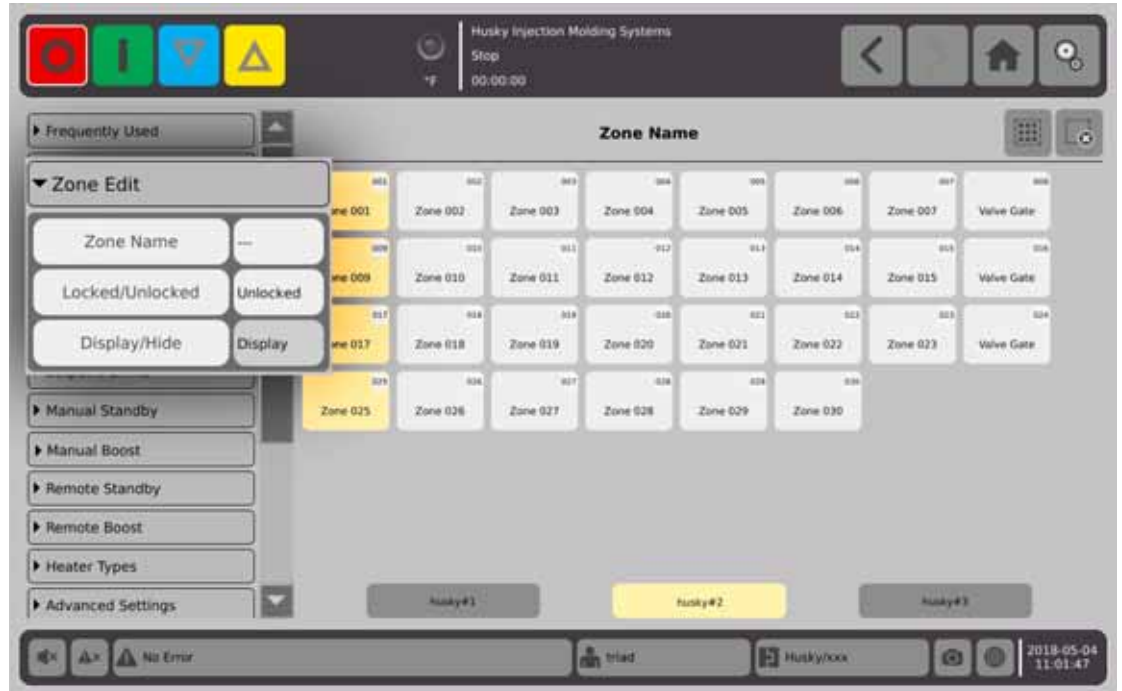 Husky Injection Molding Systems
Stop
°F 00:00:00
Frequently Used
Zone Name
Zone Edit
Zone Name ---
Locked/Unlocked Unlocked
Display/Hide Display
001 002 003 004 005 006 007 008
001 Zone 002 Zone 003 Zone 004 Zone 005 Zone 006 Zone 007 Valve Gate
009 010 011 012 013 014 015 016
009 Zone 010 Zone 011 Zone 012 Zone 013 Zone 014 Zone 015 Valve Gate
017 018 019 020 021 022 023 024
017 Zone 018 Zone 019 Zone 020 Zone 021 Zone 022 Zone 023 Valve Gate
025 026 027 028 029 030
Zone 025 Zone 026 Zone 027 Zone 028 Zone 029 Zone 030
Manual Standby
Manual Boost
Remote Standby
Remote Boost
Heater Types
Advanced Settings
husky#1 husky#2 husky#3
No Error triad Husky/xxx 2018-05-04
11:01:47